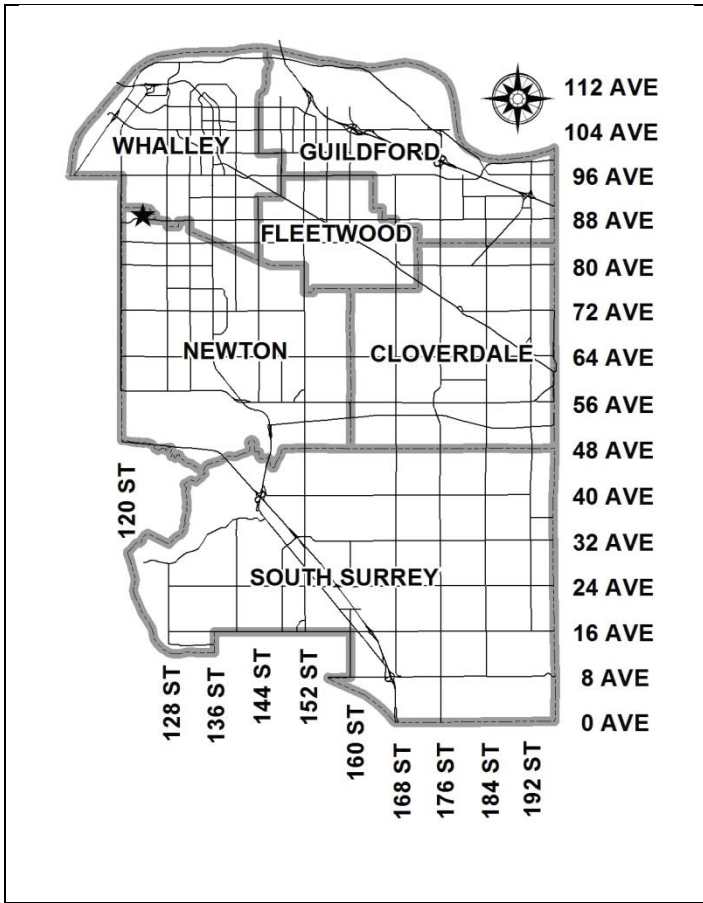 112 AVE
104 AVE
WHALLEY
GUILDFORD
96 AVE
88 AVE
FLEETWOOD
80 AVE
72 AVE
NEWTON
CLOVERDALE
64 AVE
56 AVE
48 AVE
120 ST
40 AVE
32 AVE
SOUTH SURREY
24 AVE
16 AVE
8 AVE
0 AVE
128 ST
136 ST
144 ST
152 ST
160 ST
168 ST
176 ST
184 ST
192 ST